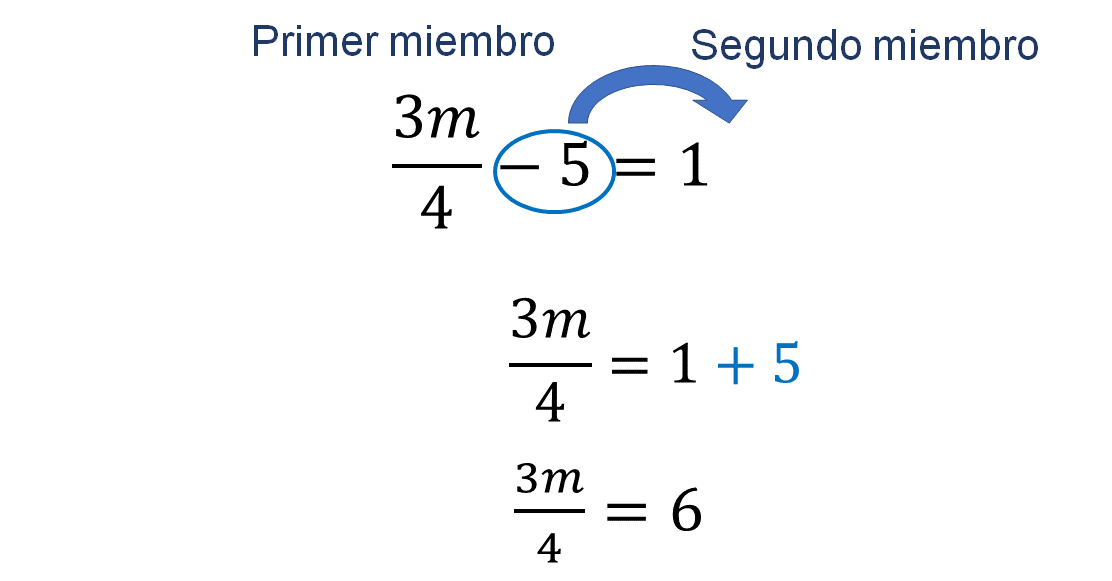 Primer miembro Segundo miembro
3m/4 − 5 = 1
3m/4 = 1 + 5
3m/4 = 6